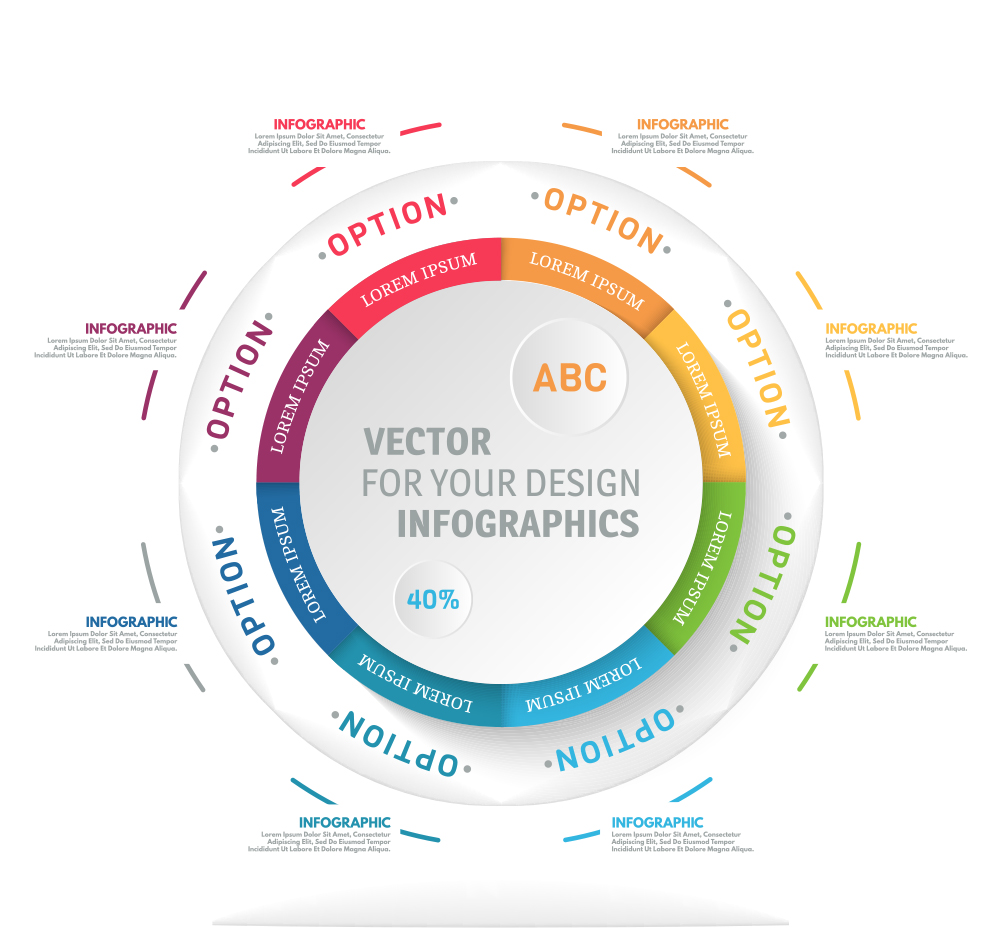 INFOGRAPHIC
Lorem Ipsum Dolor Sit Amet, Consectetur
Adipiscing Elit, Sed Do Eiusmod Tempor
Incididunt Ut Labore Et Dolore Magna Aliqua.
INFOGRAPHIC
Lorem Ipsum Dolor Sit Amet, Consectetur
Adipiscing Elit, Sed Do Eiusmod Tempor
Incididunt Ut Labore Et Dolore Magna Aliqua.
OPTION
OPTION
LOREM IPSUM
LOREM IPSUM
INFOGRAPHIC
Lorem Ipsum Dolor Sit Amet, Consectetur
Adipiscing Elit, Sed Do Eiusmod Tempor
Incididunt Ut Labore Et Dolore Magna Aliqua.
OPTION
LOREM IPSUM
ABC
LOREM IPSUM
OPTION
INFOGRAPHIC
Lorem Ipsum Dolor Sit Amet, Consectetur
Adipiscing Elit, Sed Do Eiusmod Tempor
Incididunt Ut Labore Et Dolore Magna Aliqua.
VECTOR
FOR YOUR DESIGN
INFOGRAPHICS
40%
INFOGRAPHIC
Lorem Ipsum Dolor Sit Amet, Consectetur
Adipiscing Elit, Sed Do Eiusmod Tempor
Incididunt Ut Labore Et Dolore Magna Aliqua.
OPTION
LOREM IPSUM
LOREM IPSUM
OPTION
INFOGRAPHIC
Lorem Ipsum Dolor Sit Amet, Consectetur
Adipiscing Elit, Sed Do Eiusmod Tempor
Incididunt Ut Labore Et Dolore Magna Aliqua.
LOREM IPSUM
LOREM IPSUM
OPTION
OPTION
INFOGRAPHIC
Lorem Ipsum Dolor Sit Amet, Consectetur
Adipiscing Elit, Sed Do Eiusmod Tempor
Incididunt Ut Labore Et Dolore Magna Aliqua.
INFOGRAPHIC
Lorem Ipsum Dolor Sit Amet, Consectetur
Adipiscing Elit, Sed Do Eiusmod Tempor
Incididunt Ut Labore Et Dolore Magna Aliqua.